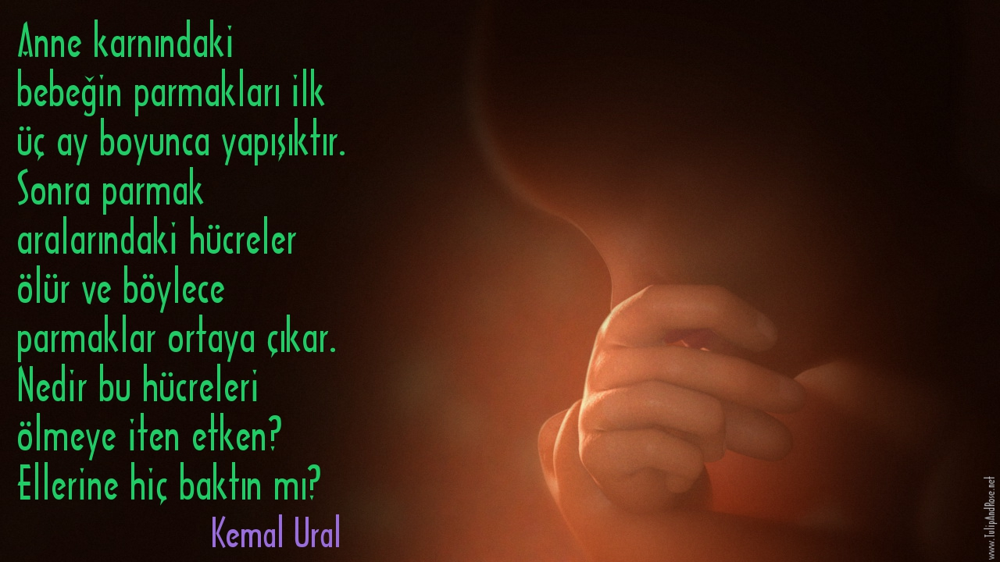 Anne karnındaki
bebeğin parmakları ilk
üç ay boyunca yapışıktır.
Sonra parmak
aralarındaki hücreler
ölür ve böylece
parmaklar ortaya çıkar.
Nedir bu hücreleri
ölmeye iten etken?
Ellerine hiç baktın mı?
Kemal Ural
www.TulipAndRose.net